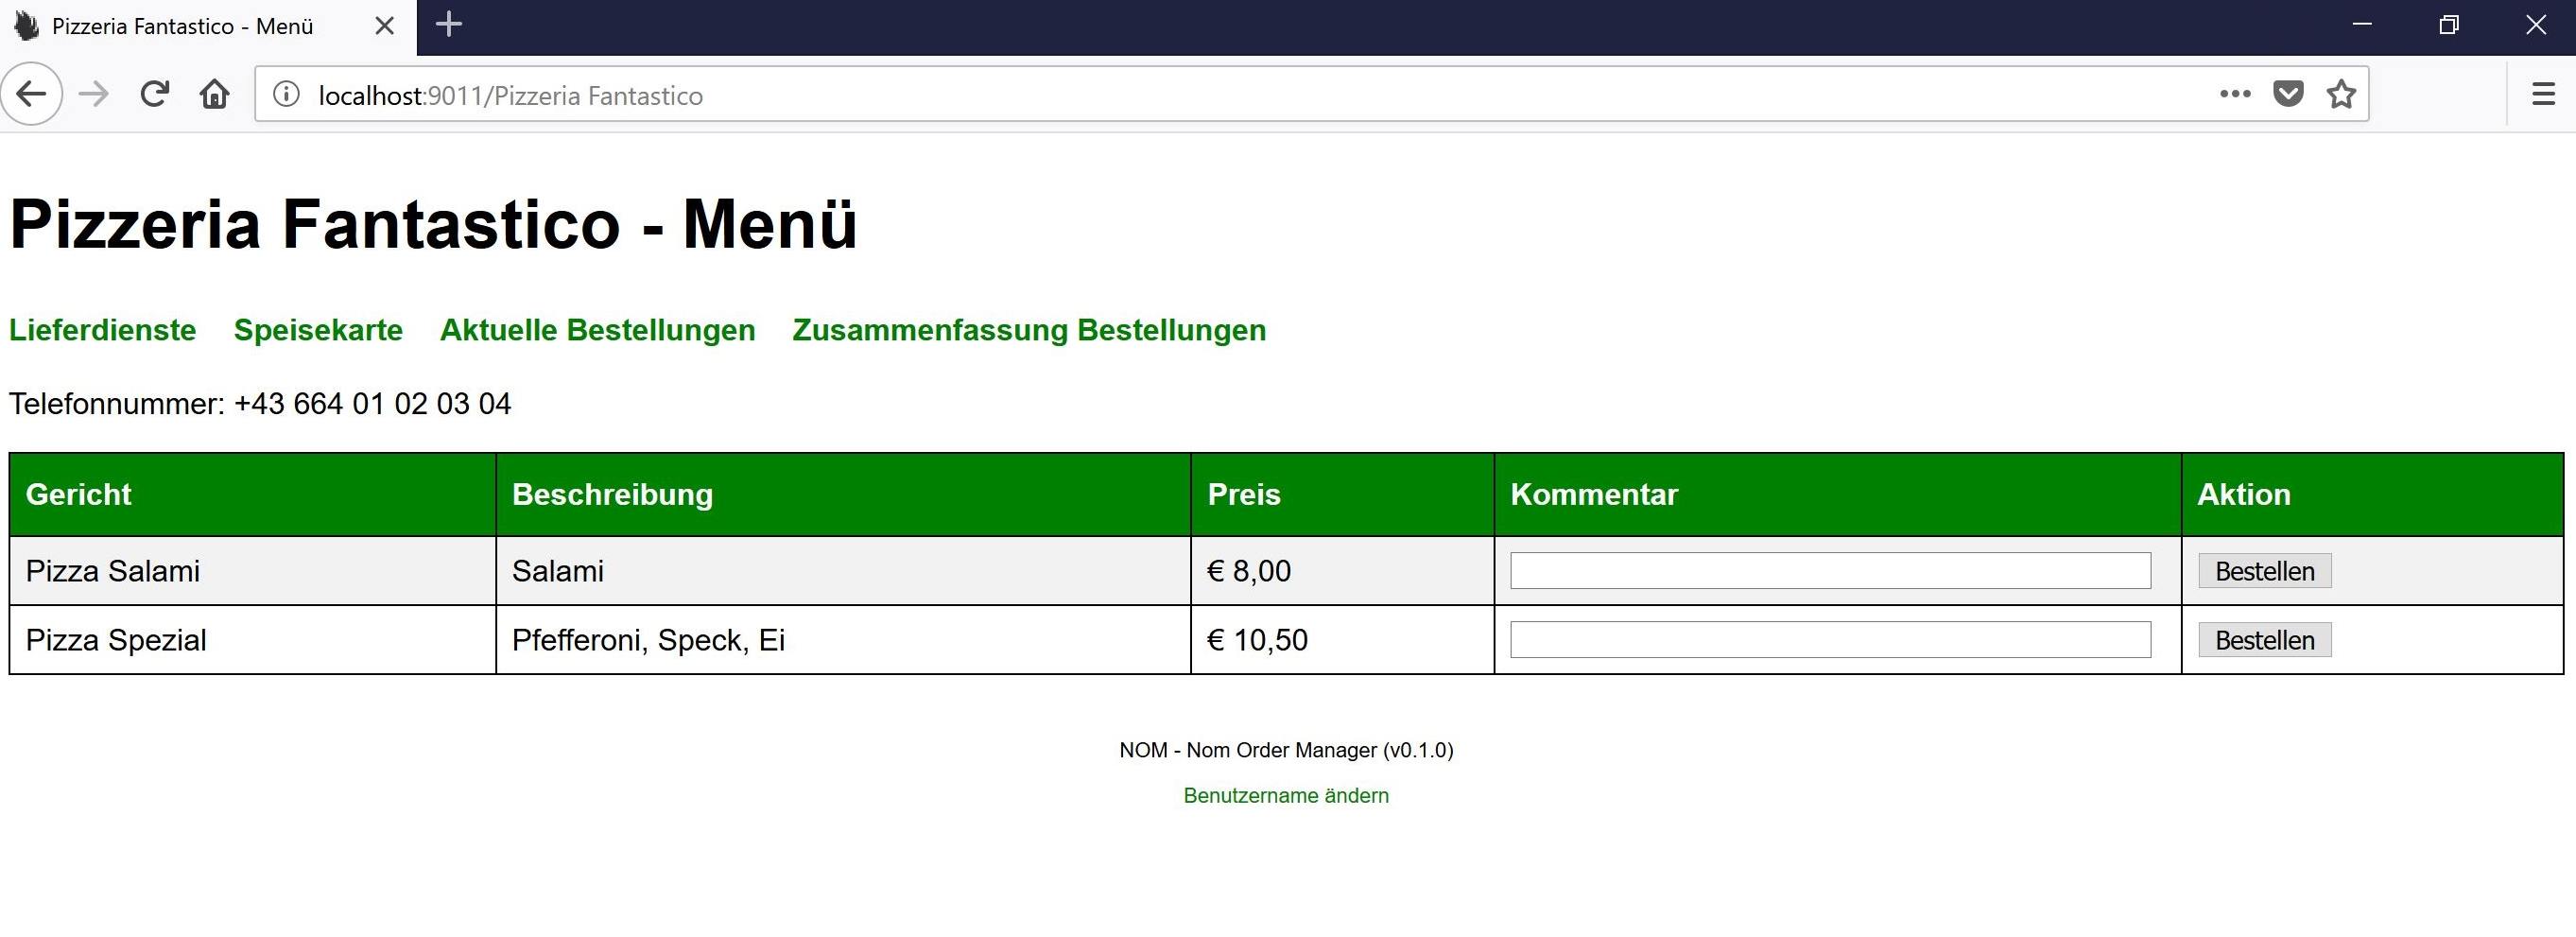 Pizzeria Fantastico - Menü
localhost:9011/Pizzeria Fantastico
Pizzeria Fantastico - Menü
Lieferdienste Speisekarte Aktuelle Bestellungen Zusammenfassung Bestellungen
Telefonnummer: +43 664 01 02 03 04
Gericht Beschreibung Preis Kommentar Aktion
Pizza Salami Salami € 8,00 Bestellen
Pizza Spezial Pfefferoni, Speck, Ei € 10,50 Bestellen
NOM - Nom Order Manager (v0.1.0)
Benutzername ändern